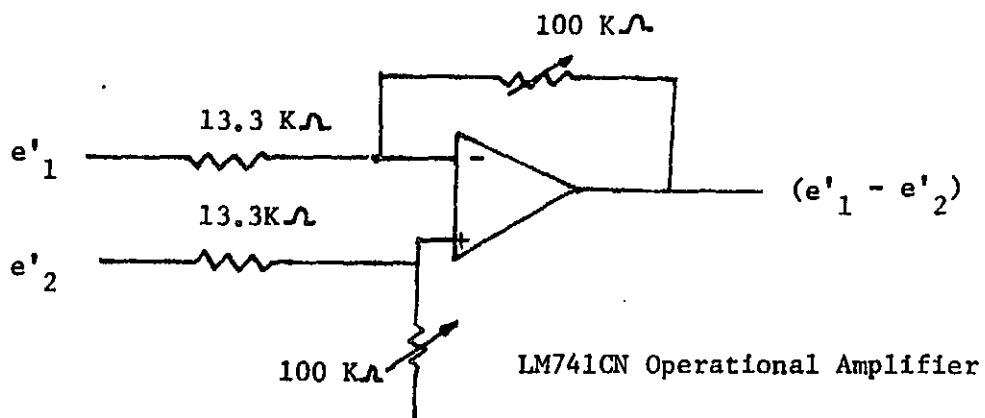 100 KΩ
13.3 KΩ
e'1
-
(e'1 - e'2)
13.3KΩ
+
e'2
100 KΩ
LM741CN Operational Amplifier